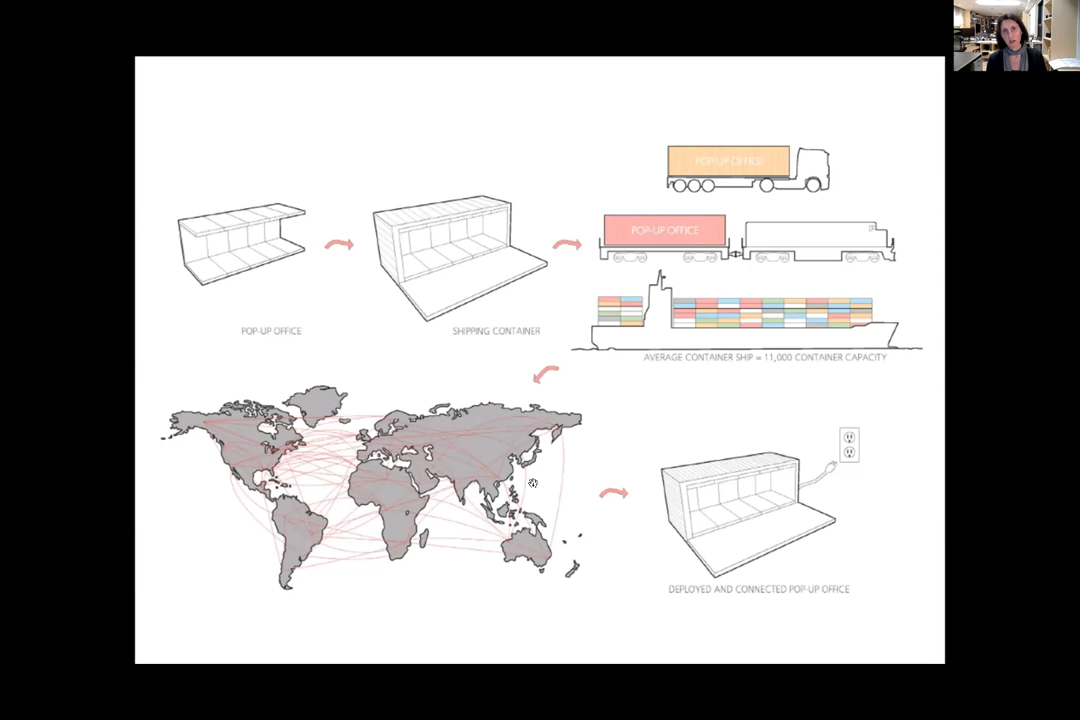 POP-UP OFFICE
POP-UP OFFICE
POP-UP OFFICE
SHIPPING CONTAINER
AVERAGE CONTAINER SHIP = 11,000 CONTAINER CAPACITY
DEPLOYED AND CONNECTED POP-UP OFFICE